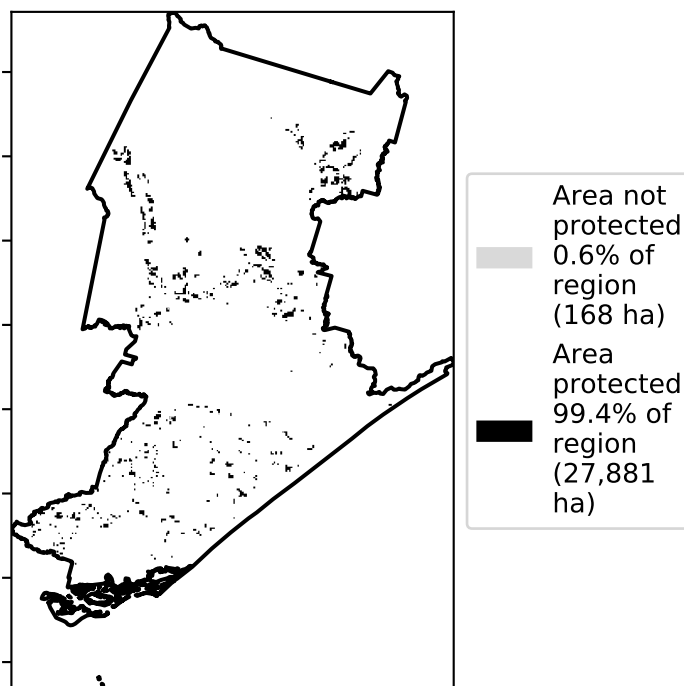 Area not
protected
0.6% of
region
(168 ha)
Area
protected
99.4% of
region
(27,881
ha)